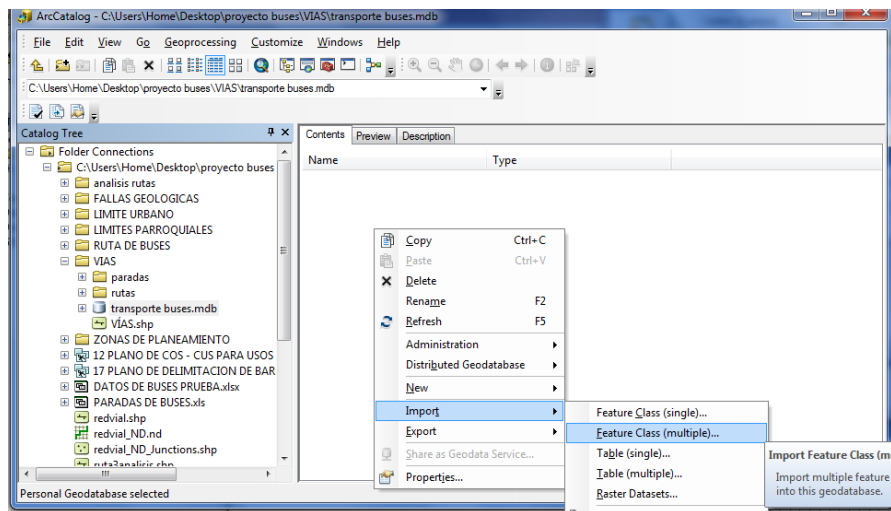 ArcCatalog - C:\Users\Home\Desktop\proyecto buses\VIAS\transporte buses.mdb
File Edit View Go Geoprocessing Customize Windows Help
C:\Users\Home\Desktop\proyecto buses\VIAS\transporte buses.mdb
Catalog Tree
Contents Preview Description
Name Type
Folder Connections
C:\Users\Home\Desktop\proyecto buses
analisis rutas
FALLAS GEOLOGICAS
LIMITE URBANO
LIMITES PARROQUIALES
RUTA DE BUSES
VIAS
paradas
rutas
transporte buses.mdb
VÍAS.shp
ZONAS DE PLANEAMIENTO
12 PLANO DE COS - CUS PARA USOS
17 PLANO DE DELIMITACION DE BAR
DATOS DE BUSES PRUEBA.xlsx
PARADAS DE BUSES.xls
redvial.shp
redvial_ND.nd
redvial_ND_Junctions.shp
ruta3analisis.shp
Copy Ctrl+C
Paste Ctrl+V
Delete
Rename F2
Refresh F5
Administration
Distributed Geodatabase
New
Import
Export
Share as Geodata Service...
Properties...
Feature Class (single)...
Feature Class (multiple)...
Table (single)...
Table (multiple)...
Raster Datasets...
Import Feature Class (m
Import multiple feature
into this geodatabase.
Personal Geodatabase selected